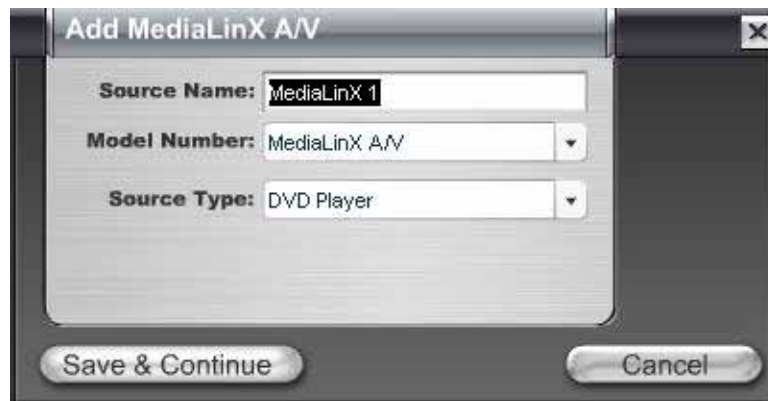 Add MediaLinX A/V
Source Name: MediaLinX 1
Model Number: MediaLinX A/V
Source Type: DVD Player
Save & Continue
Cancel